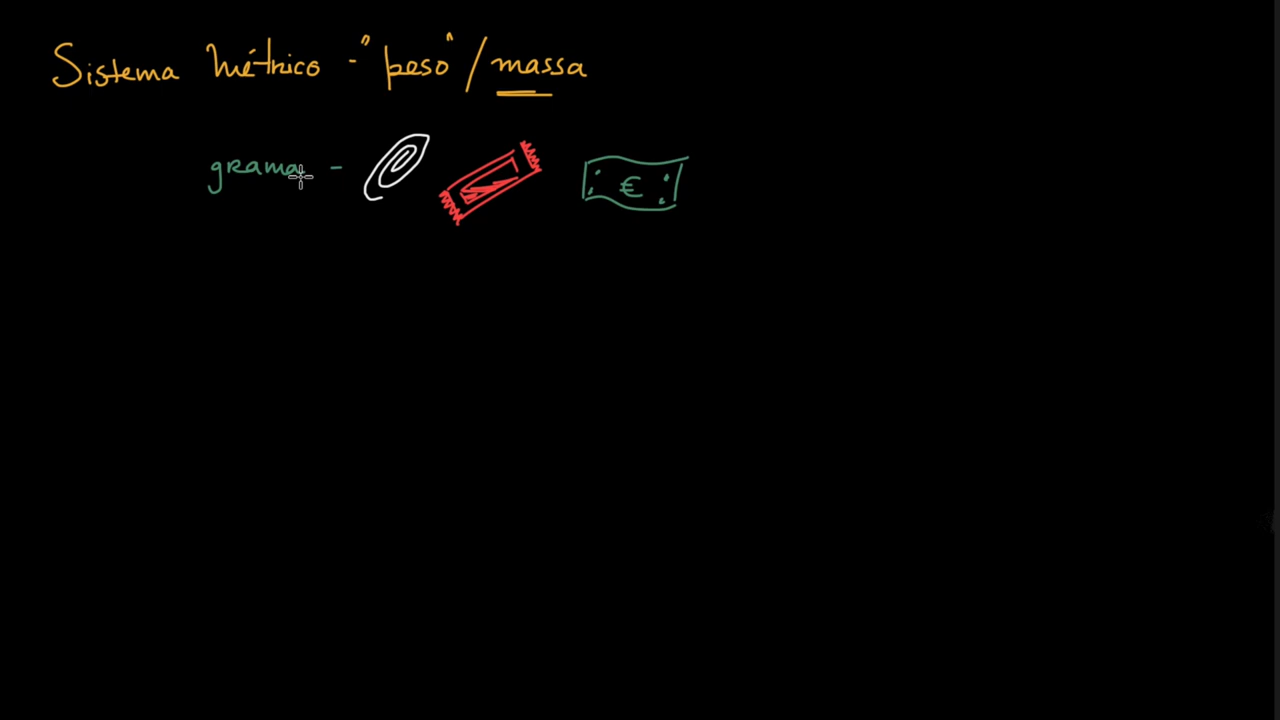 Sistema Métrico - "peso" / massa
grama -
€